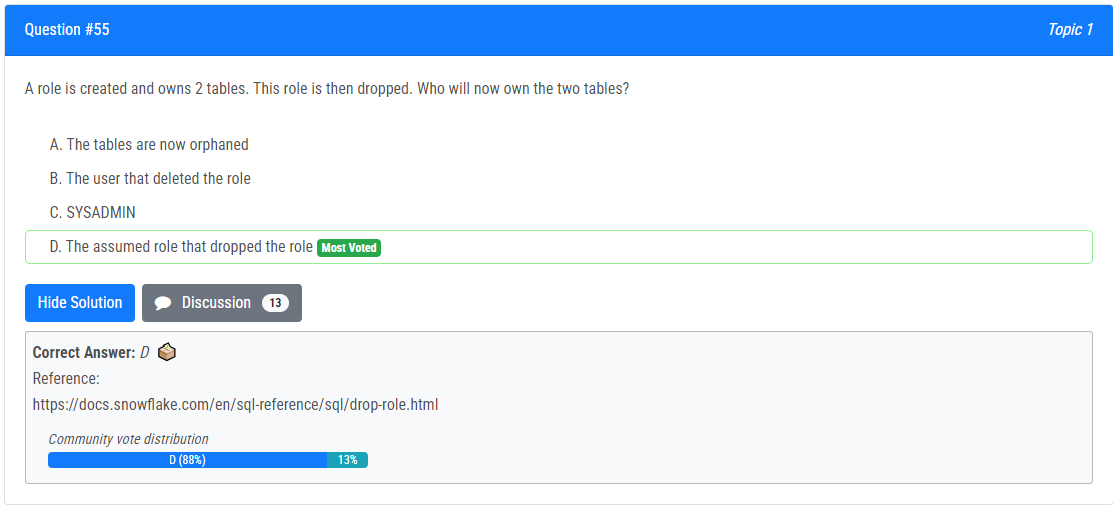 Question #55 Topic 1
A role is created and owns 2 tables. This role is then dropped. Who will now own the two tables?
A. The tables are now orphaned
B. The user that deleted the role
C. SYSADMIN
D. The assumed role that dropped the role Most Voted
Hide Solution Discussion 13
Correct Answer: D
Reference:
https://docs.snowflake.com/en/sql-reference/sql/drop-role.html
Community vote distribution
D (88%) 13%